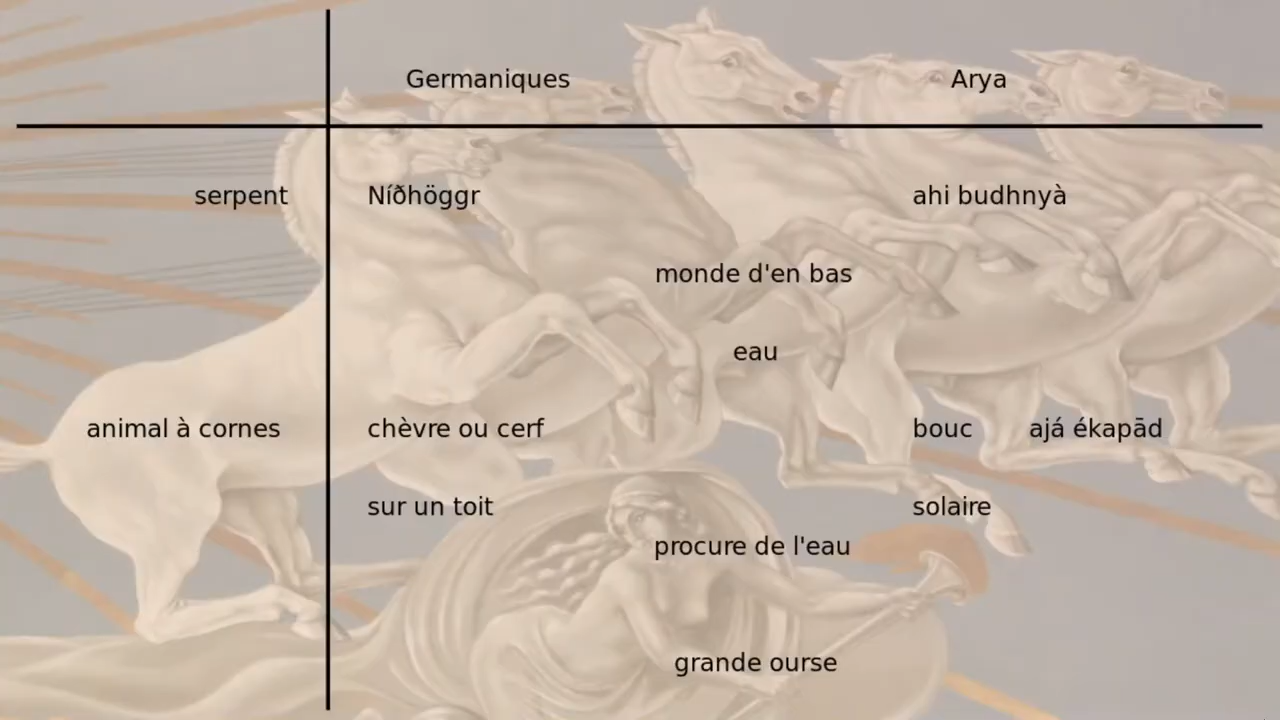 Germaniques Arya
serpent Níðhöggr ahi budhnyà
monde d'en bas
eau
animal à cornes chèvre ou cerf bouc ajá ékapād
sur un toit solaire
procure de l'eau
grande ourse